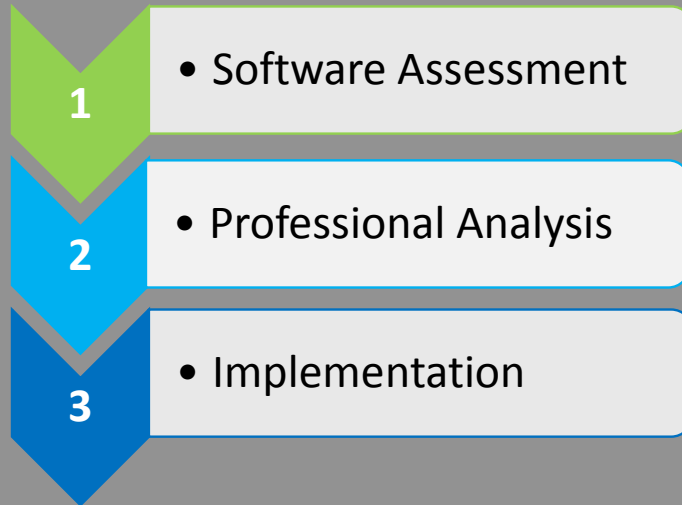 1
• Software Assessment
2
• Professional Analysis
3
• Implementation